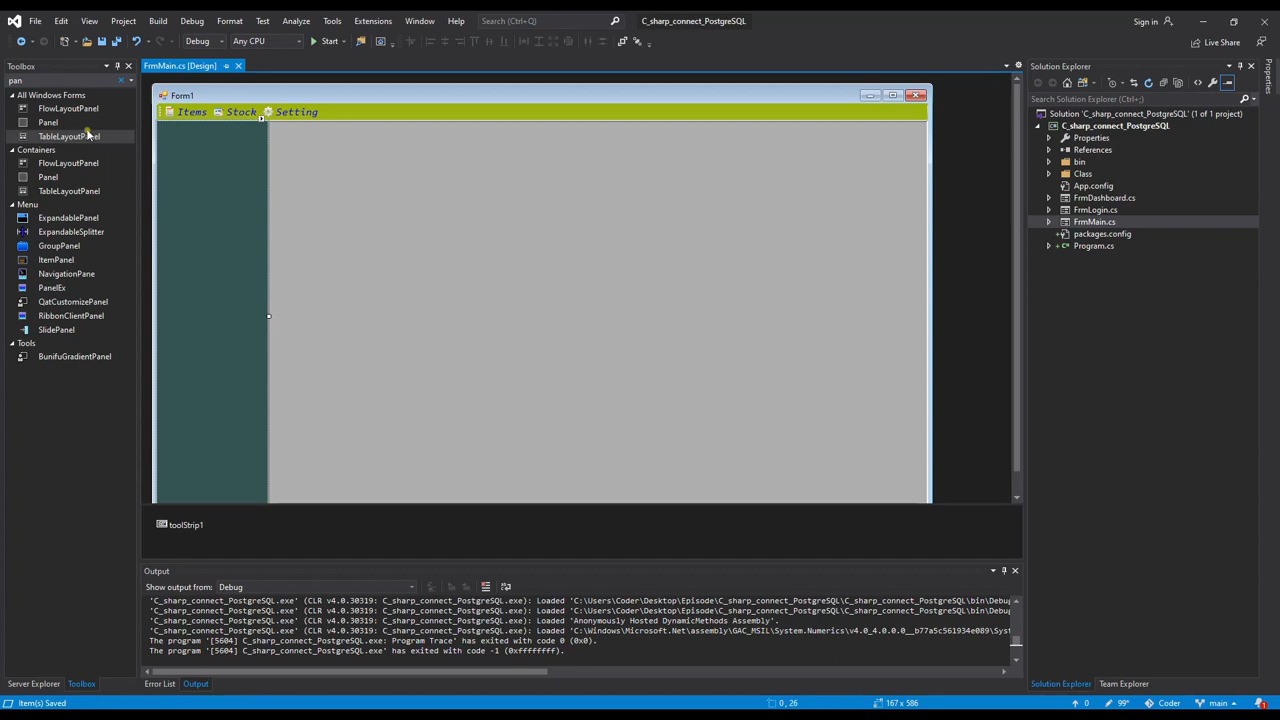 File Edit View Project Build Debug Format Test Analyze Tools Extensions Window Help Search (Ctrl+Q) C_sharp_connect_PostgreSQL Sign in
Debug Any CPU Start Live Share
Toolbox
FrmMain.cs [Design]
Solution Explorer
Properties
pan
All Windows Forms
FlowLayoutPanel
Panel
TableLayoutPanel
Containers
FlowLayoutPanel
Panel
TableLayoutPanel
Menu
ExpandablePanel
ExpandableSplitter
GroupPanel
ItemPanel
NavigationPane
PanelEx
QatCustomizePanel
RibbonClientPanel
SlidePanel
Tools
BunifuGradientPanel
Form1
Items Stock Setting
toolStrip1
Search Solution Explorer (Ctrl+;)
Solution 'C_sharp_connect_PostgreSQL' (1 of 1 project)
C_sharp_connect_PostgreSQL
Properties
References
bin
Class
App.config
FrmDashboard.cs
FrmLogin.cs
FrmMain.cs
packages.config
Program.cs
Output
Show output from: Debug
'C_sharp_connect_PostgreSQL.exe' (CLR v4.0.30319: C_sharp_connect_PostgreSQL.exe): Loaded 'C:\Users\Coder\Desktop\Episode\C_sharp_connect_PostgreSQL\C_sharp_connect_PostgreSQL\bin\Debug
'C_sharp_connect_PostgreSQL.exe' (CLR v4.0.30319: C_sharp_connect_PostgreSQL.exe): Loaded 'C:\Users\Coder\Desktop\Episode\C_sharp_connect_PostgreSQL\C_sharp_connect_PostgreSQL\bin\Debug
'C_sharp_connect_PostgreSQL.exe' (CLR v4.0.30319: C_sharp_connect_PostgreSQL.exe): Loaded 'Anonymously Hosted DynamicMethods Assembly'.
'C_sharp_connect_PostgreSQL.exe' (CLR v4.0.30319: C_sharp_connect_PostgreSQL.exe): Loaded 'C:\Windows\Microsoft.Net\assembly\GAC_MSIL\System.Numerics\v4.0_4.0.0.0__b77a5c561934e089\Syst
The program '[5604] C_sharp_connect_PostgreSQL.exe: Program Trace' has exited with code 0 (0x0).
The program '[5604] C_sharp_connect_PostgreSQL.exe' has exited with code -1 (0xffffffff).
Server Explorer Toolbox
Error List Output
Solution Explorer Team Explorer
Item(s) Saved 0, 26 167 x 586 0 99+ Coder main 1